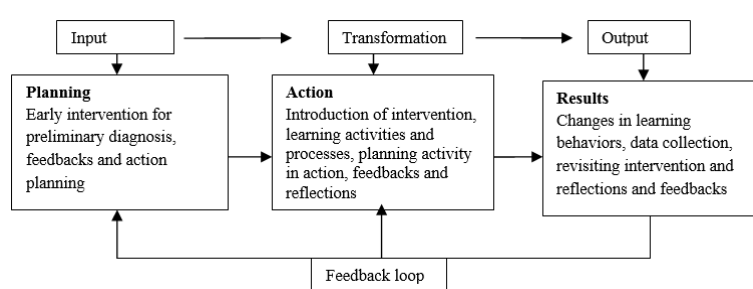 Input
Transformation
Output
Planning
Early intervention for
preliminary diagnosis,
feedbacks and action
planning
Action
Introduction of intervention,
learning activities and
processes, planning activity
in action, feedbacks and
reflections
Results
Changes in learning
behaviors, data collection,
revisiting intervention and
reflections and feedbacks
Feedback loop